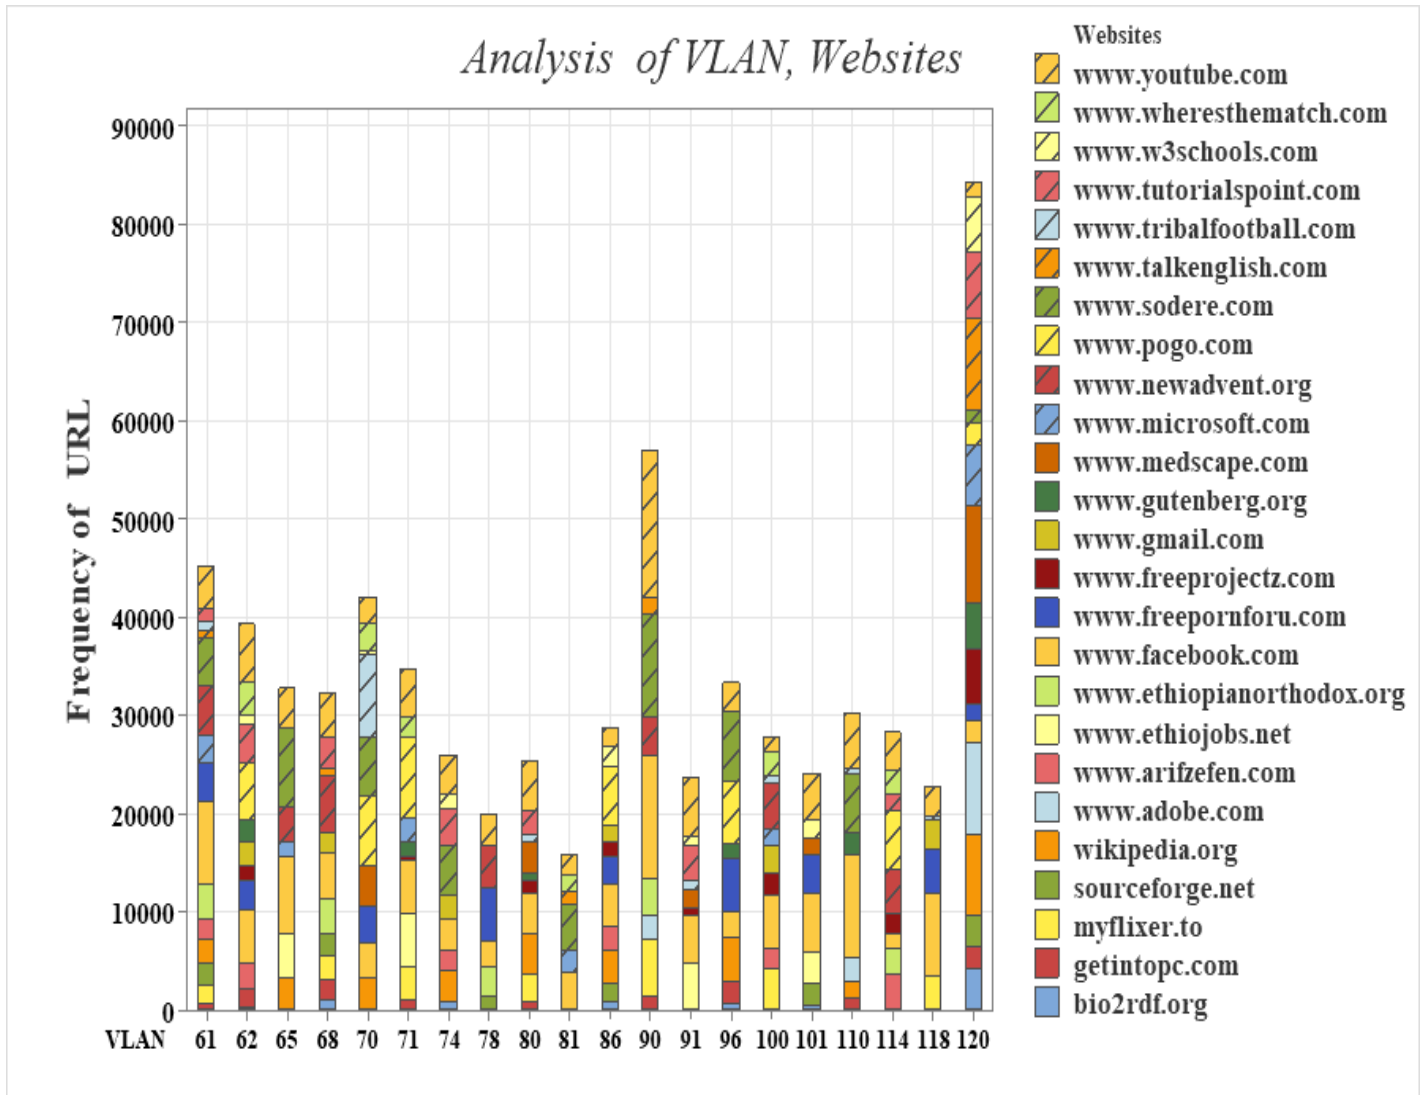 Analysis of VLAN, Websites
Frequency of URL
90000
80000
70000
60000
50000
40000
30000
20000
10000
0
VLAN 61 62 65 68 70 71 74 78 80 81 86 90 91 96 100 101 110 114 118 120
Websites
www.youtube.com
www.wheresthematch.com
www.w3schools.com
www.tutorialspoint.com
www.tribalfootball.com
www.talkenglish.com
www.sodere.com
www.pogo.com
www.newadvent.org
www.microsoft.com
www.medscape.com
www.gutenberg.org
www.gmail.com
www.freeprojectz.com
www.freepornforu.com
www.facebook.com
www.ethiopianorthodox.org
www.ethiojobs.net
www.arifzefen.com
www.adobe.com
wikipedia.org
sourceforge.net
myflixer.to
getintopc.com
bio2rdf.org